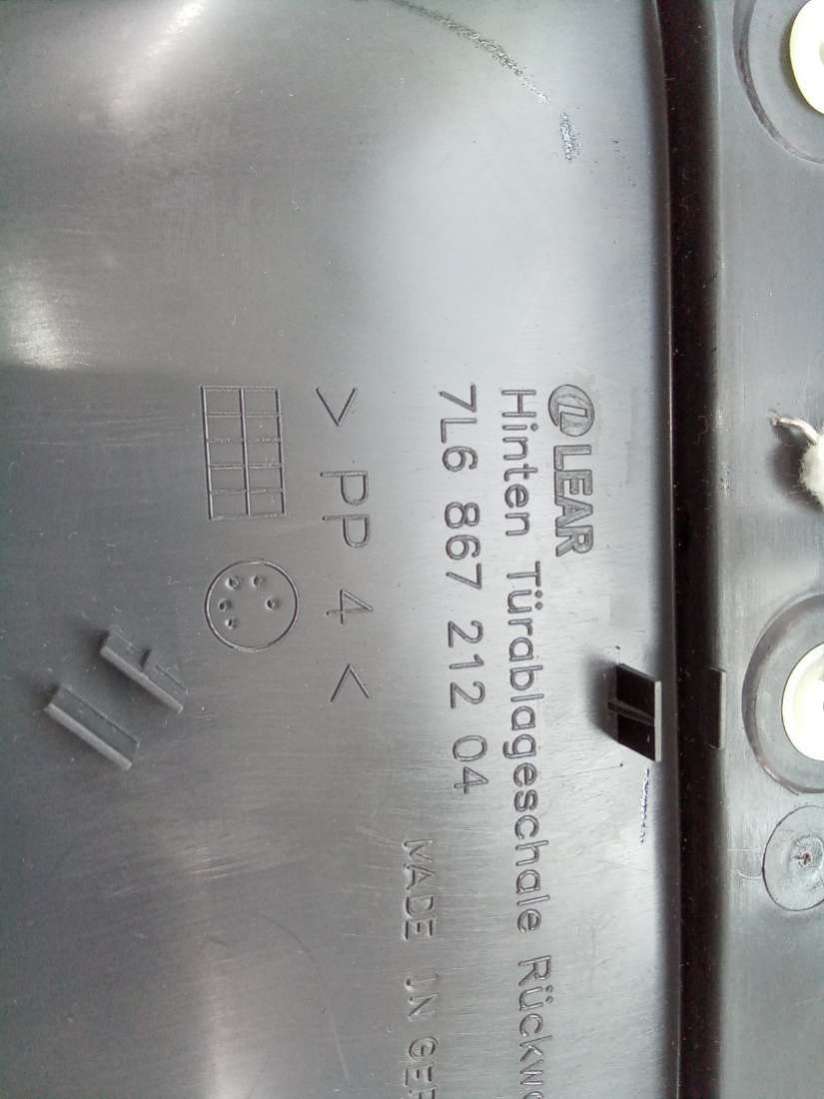 LEAR
Hinten Türablageschale
7L6 867 212 04
MADE IN
> PP 4 <